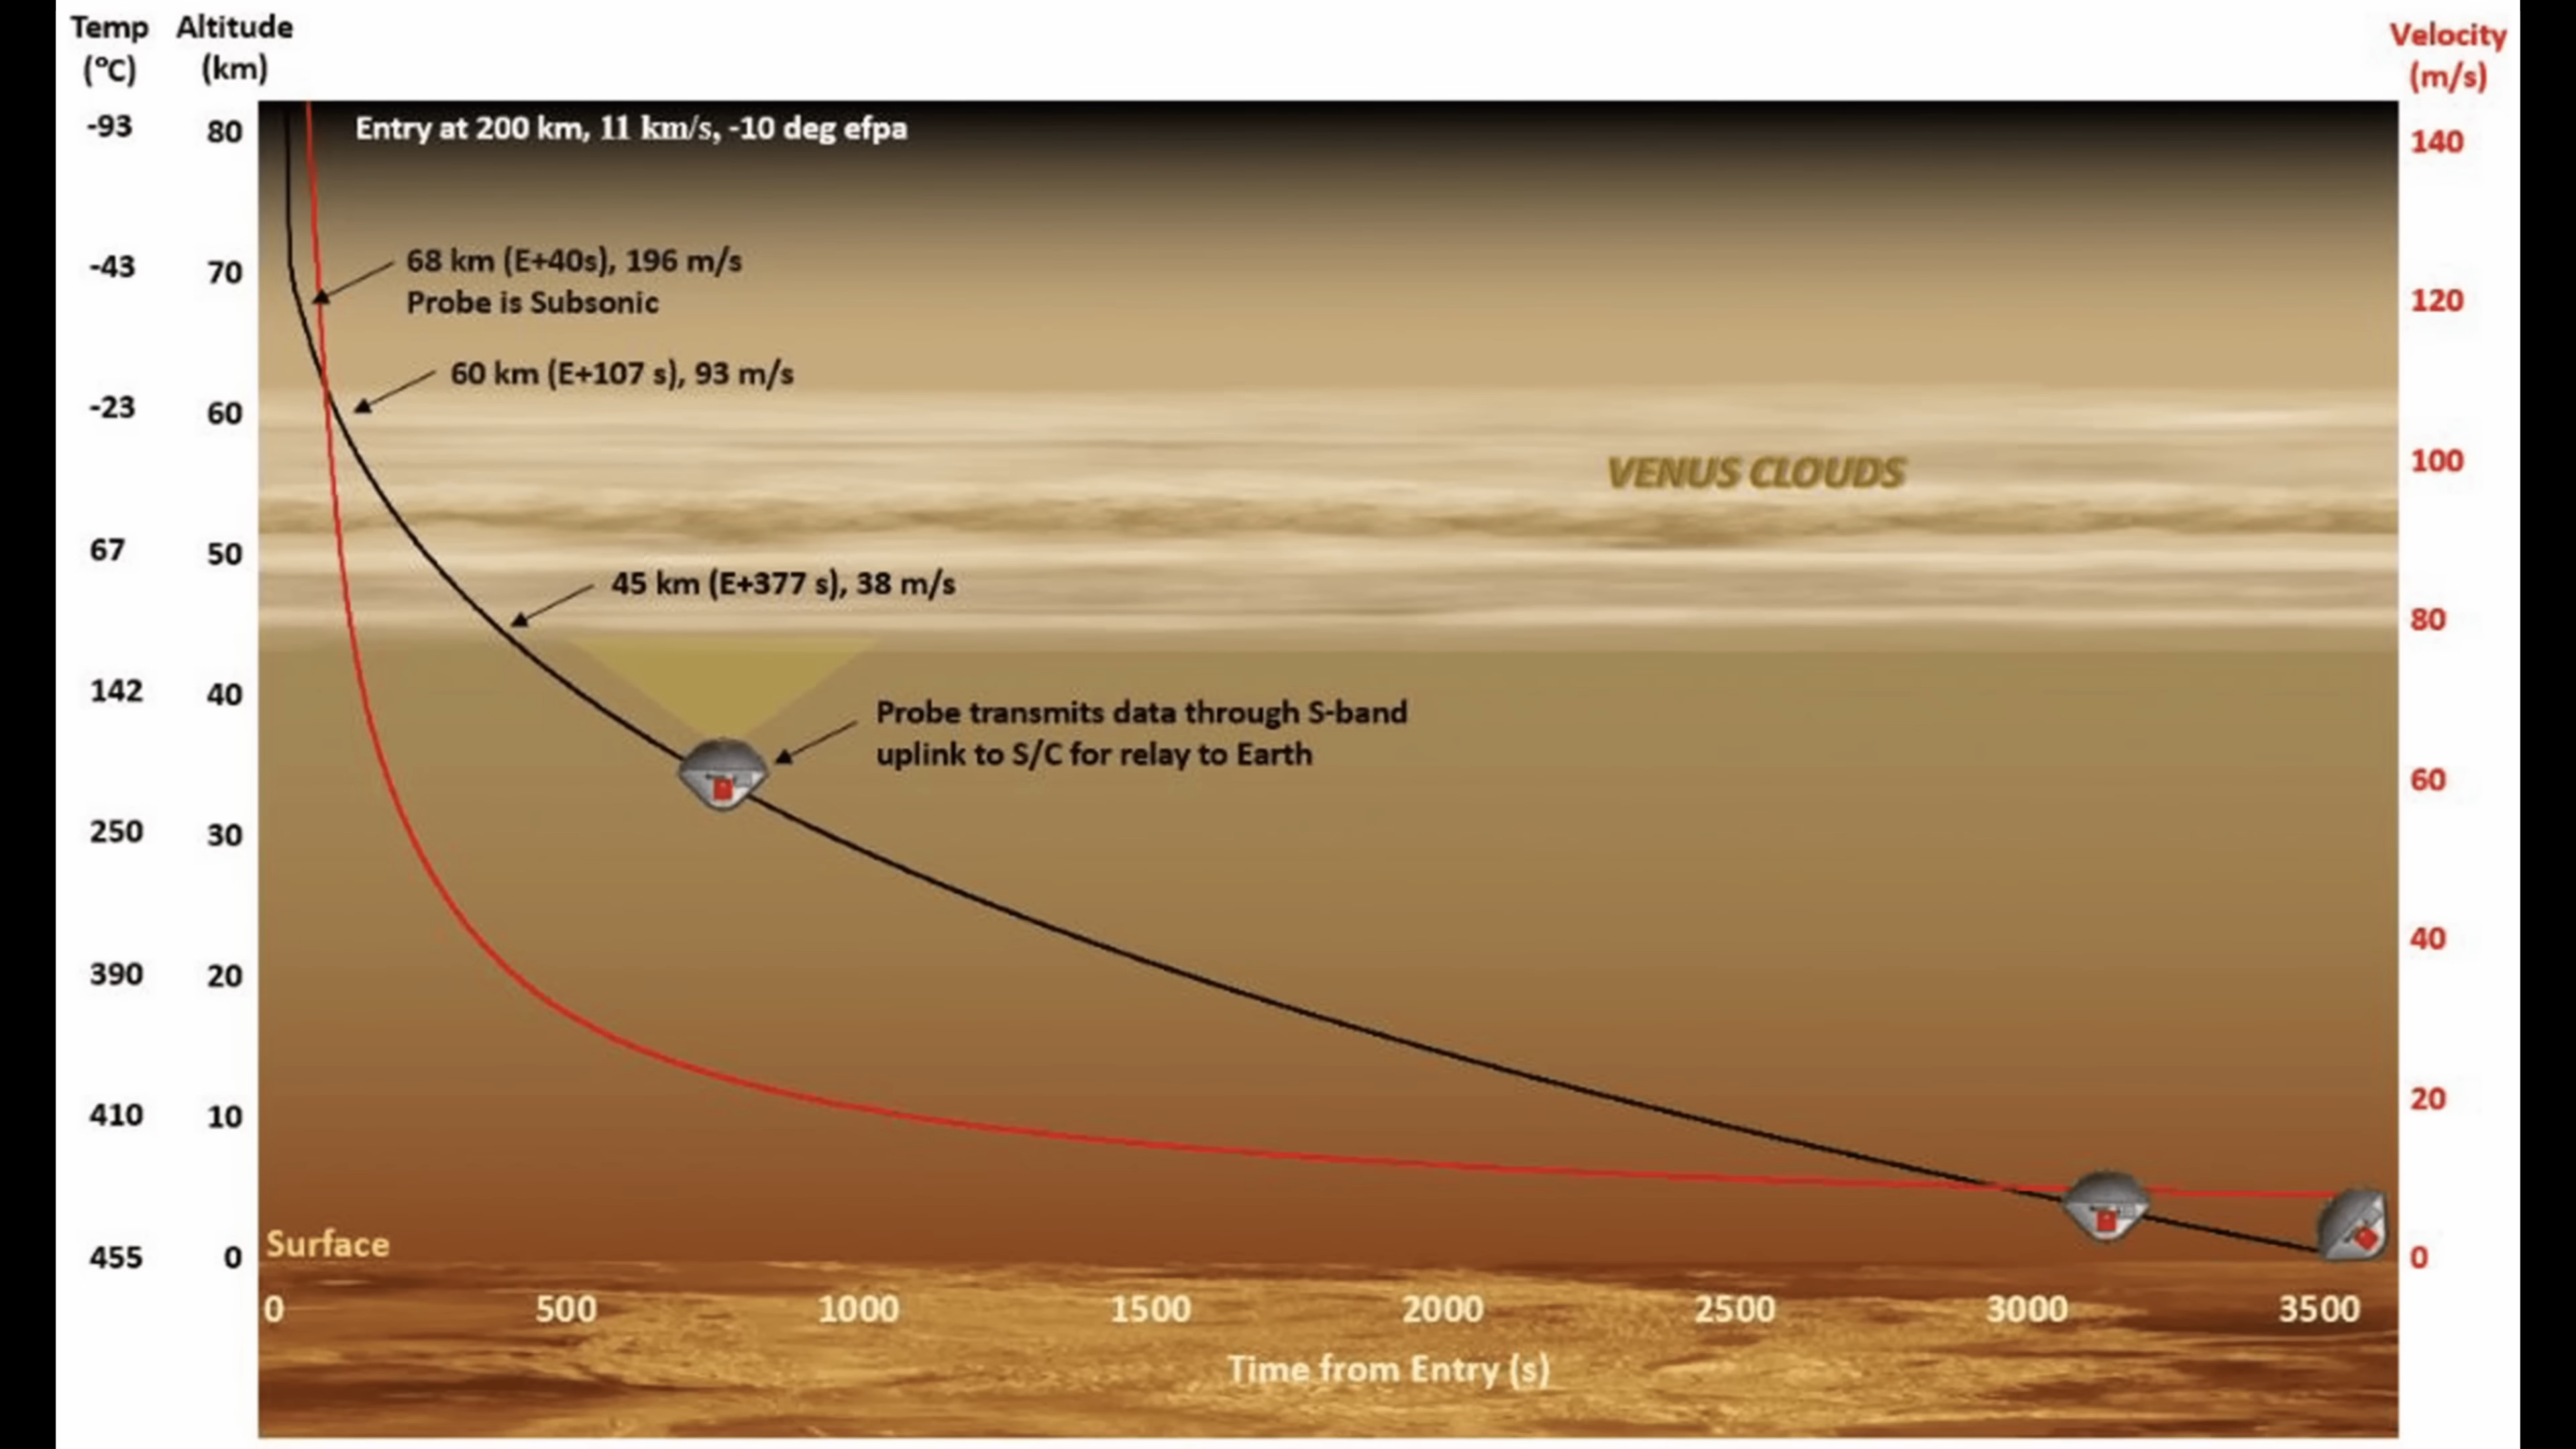 Temp
(°C)
Altitude
(km)
Velocity
(m/s)
-93
-43
-23
67
142
250
390
410
455
80
70
60
50
40
30
20
10
0
Entry at 200 km, 11 km/s, -10 deg efpa
68 km (E+40s), 196 m/s
Probe is Subsonic
60 km (E+107 s), 93 m/s
VENUS CLOUDS
45 km (E+377 s), 38 m/s
Probe transmits data through S-band
uplink to S/C for relay to Earth
Surface
140
120
100
80
60
40
20
0
0 500 1000 1500 2000 2500 3000 3500
Time from Entry (s)